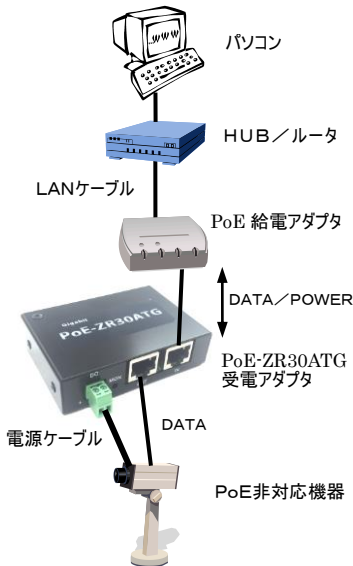 WWW
パソコン
HUB/ルータ
LANケーブル
PoE 給電アダプタ
DATA/POWER
Gigabit
PoE-ZR30ATG
PoE-ZR30ATG
受電アダプタ
DATA
電源ケーブル
PoE非対応機器